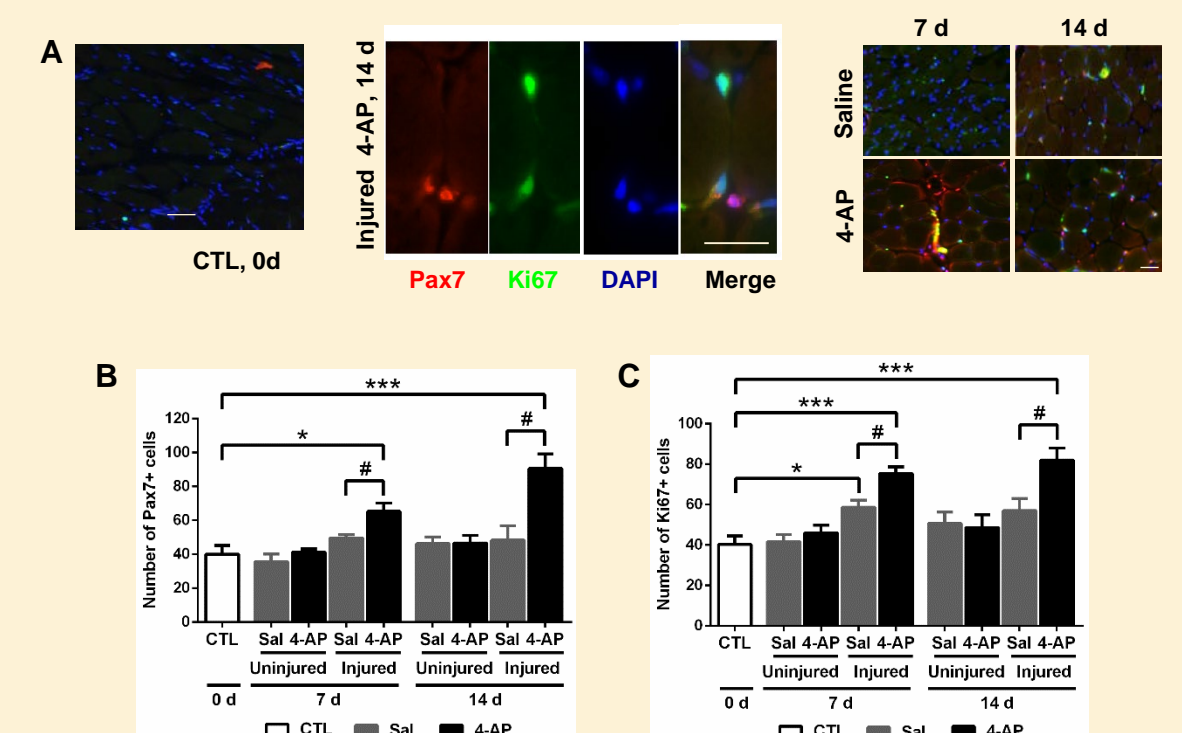 A
CTL, 0d
Injured 4-AP, 14 d
Pax7 Ki67 DAPI Merge
7 d 14 d
Saline
4-AP
B
Number of Pax7+ cells
120
100
80
60
40
20
0
***
*
#
#
CTL Sal 4-AP Sal 4-AP Sal 4-AP Sal 4-AP
Uninjured Injured Uninjured Injured
0 d 7 d 14 d
CTL Sal 4-AP
C
Number of Ki67+ cells
100
80
60
40
20
0
***
***
*
#
#
CTL Sal 4-AP Sal 4-AP Sal 4-AP Sal 4-AP
Uninjured Injured Uninjured Injured
0 d 7 d 14 d
CTL Sal 4-AP